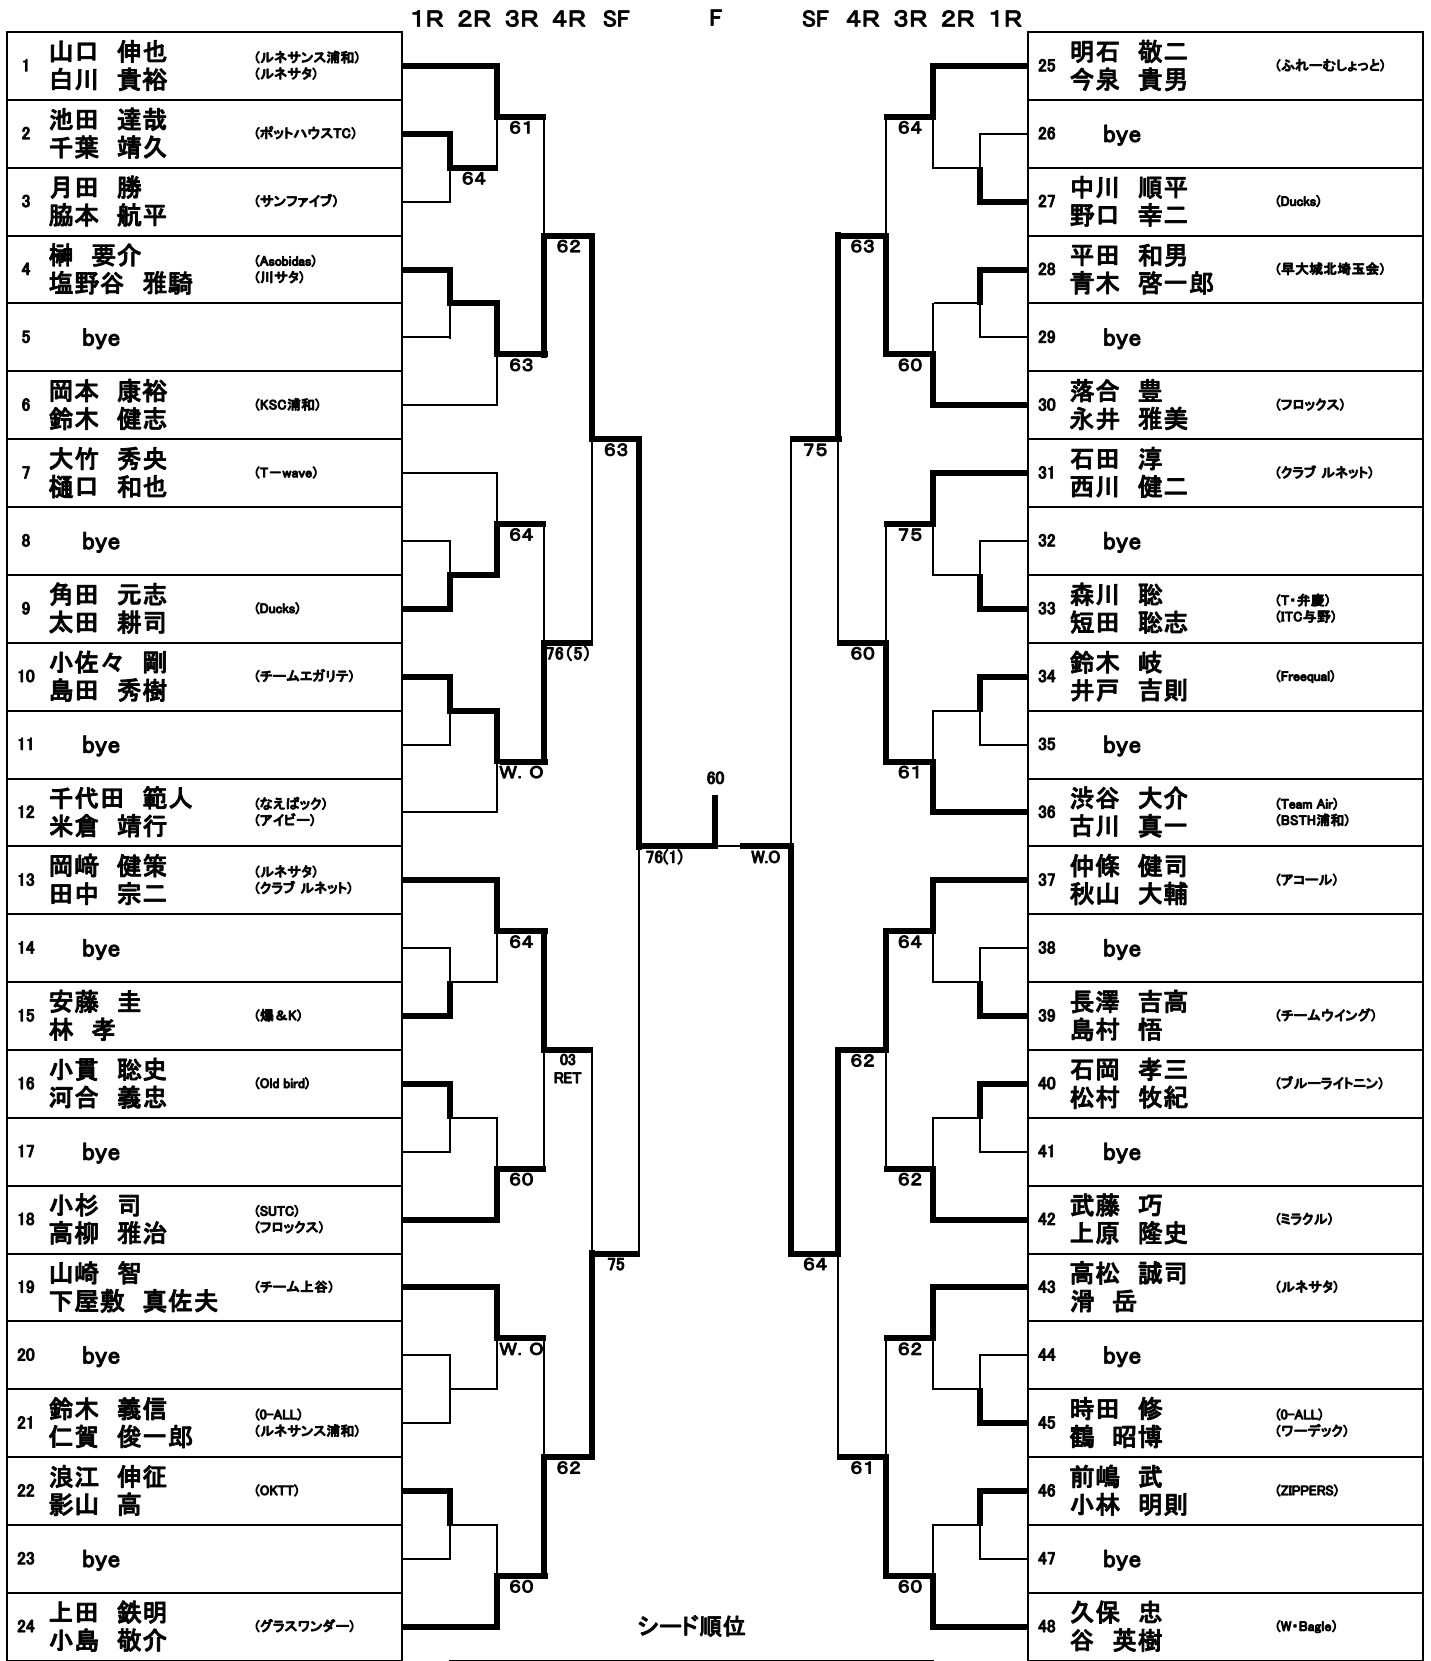 1R 2R 3R 4R SF F SF 4R 3R 2R 1R
1 山口 伸也 (ルネサンス浦和)
白川 貴裕 (ルネサタ)
2 池田 達哉 (ポットハウスTC)
千葉 靖久
3 月田 勝 (サンファイブ)
脇本 航平
4 榊 要介 (Asobidas)
塩野谷 雅騎 (川サタ)
5 bye
6 岡本 康裕 (KSC浦和)
鈴木 健志
7 大竹 秀央 (T-wave)
樋口 和也
8 bye
9 角田 元志 (Ducks)
太田 耕司
10 小佐々 剛 (チームエガリテ)
島田 秀樹
11 bye
12 千代田 範人 (なえばック)
米倉 靖行 (アイビー)
13 岡﨑 健策 (ルネサタ)
田中 宗二 (クラブ ルネット)
14 bye
15 安藤 圭 (爆&K)
林 孝
16 小貫 聡史 (Old bird)
河合 義忠
17 bye
18 小杉 司 (SUTC)
高柳 雅治 (フロックス)
19 山崎 智 (チーム上谷)
下屋敷 真佐夫
20 bye
21 鈴木 義信 (0-ALL)
仁賀 俊一郎 (ルネサンス浦和)
22 浪江 伸征 (OKTT)
影山 高
23 bye
24 上田 鉄明 (グラスワンダー)
小島 敬介
64
61
63
64
W.O
64
60
W.O
60
62
76(5)
03
RET
62
63
75
76(1)
60
W.O
75
64
63
60
62
61
64
60
75
61
64
62
62
60
25 明石 敬二 (ふれーむしょっと)
今泉 貴男
26 bye
27 中川 順平 (Ducks)
野口 幸二
28 平田 和男 (早大城北埼玉会)
青木 啓一郎
29 bye
30 落合 豊 (フロックス)
永井 雅美
31 石田 淳 (クラブ ルネット)
西川 健二
32 bye
33 森川 聡 (T・弁慶)
短田 聡志 (ITC与野)
34 鈴木 岐 (Freequal)
井戸 吉則
35 bye
36 渋谷 大介 (Team Air)
古川 真一 (BSTH浦和)
37 仲條 健司 (アコール)
秋山 大輔
38 bye
39 長澤 吉高 (チームウイング)
島村 悟
40 石岡 孝三 (ブルーライトニン)
松村 牧紀
41 bye
42 武藤 巧 (ミラクル)
上原 隆史
43 高松 誠司 (ルネサタ)
滑 岳
44 bye
45 時田 修 (0-ALL)
鶴 昭博 (ワーデック)
46 前嶋 武 (ZIPPERS)
小林 明則
47 bye
48 久保 忠 (W・Bagle)
谷 英樹
シード順位